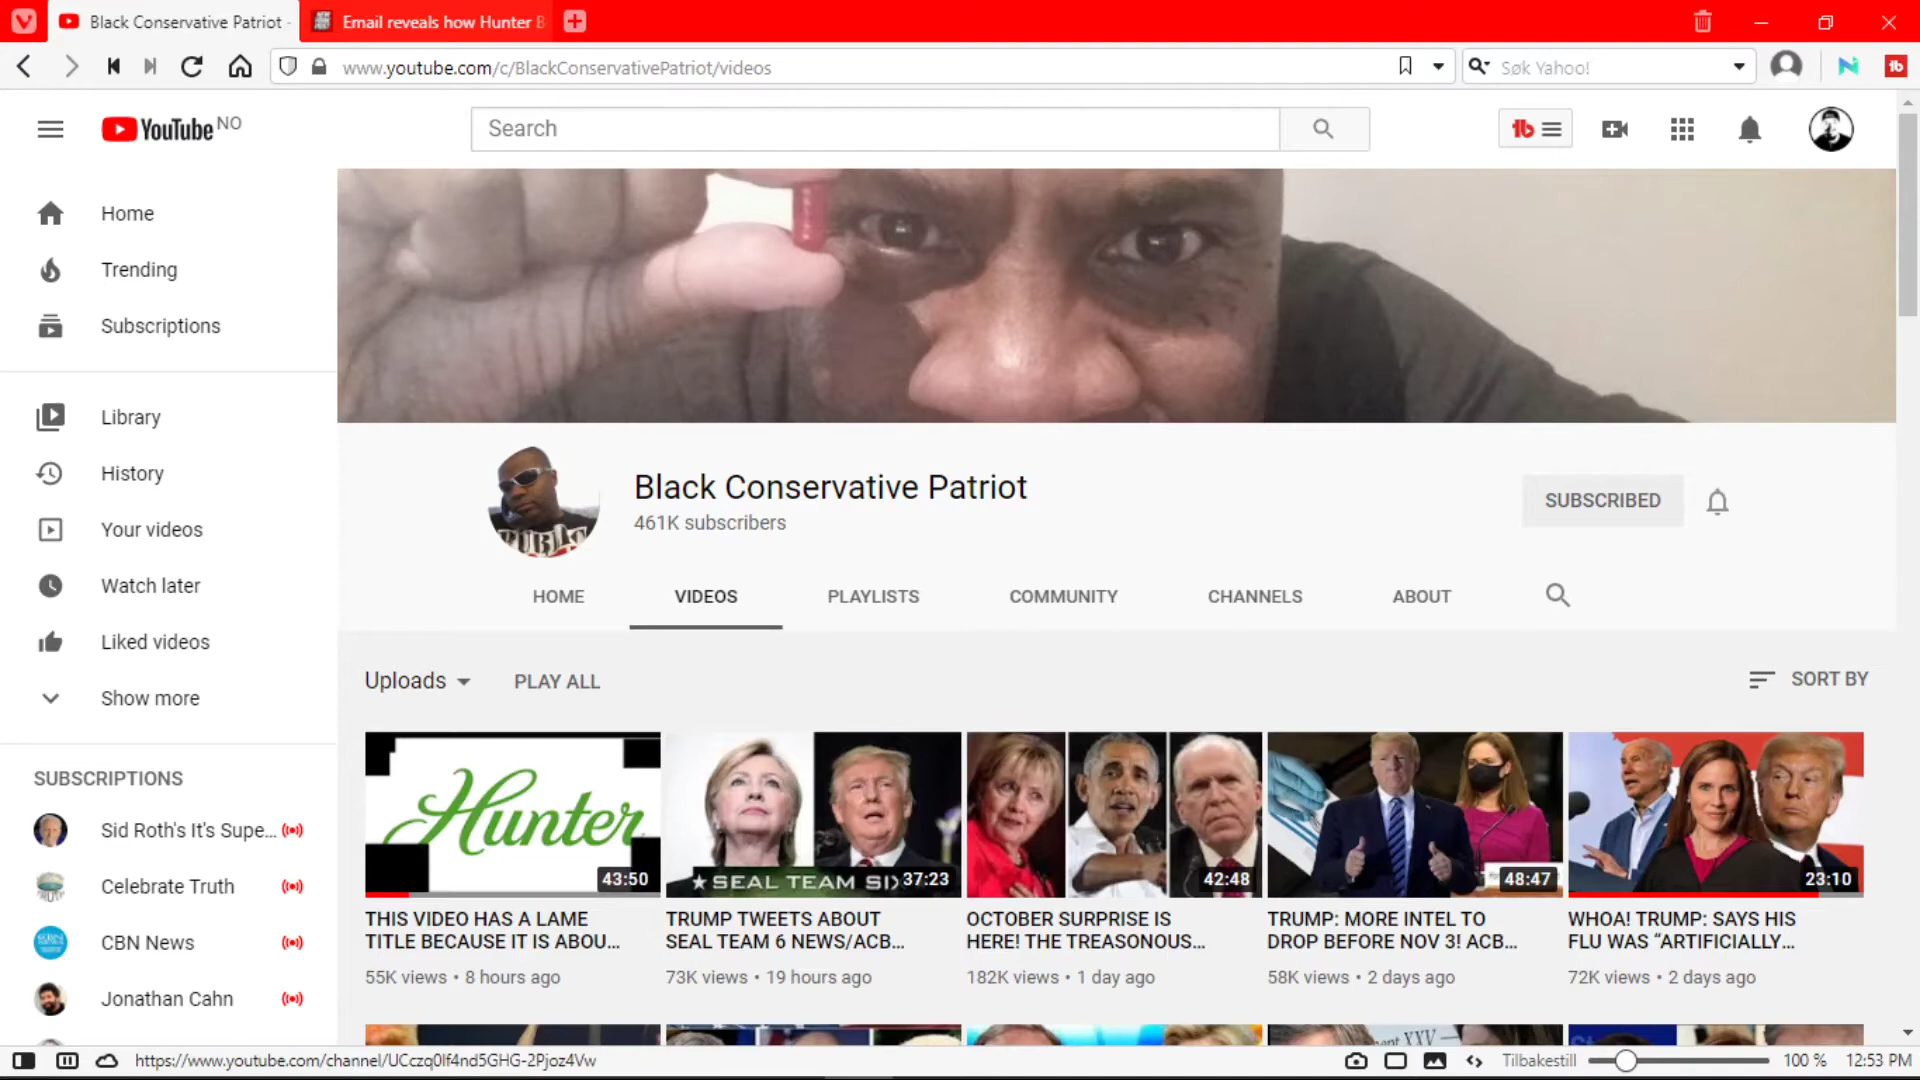 Black Conservative Patriot -
Email reveals how Hunter B
www.youtube.com/c/BlackConservativePatriot/videos
Søk Yahoo!
YouTube NO
Search
Home
Trending
Subscriptions
Library
History
Your videos
Watch later
Liked videos
Show more
SUBSCRIPTIONS
Sid Roth's It's Supe...
Celebrate Truth
CBN News
Jonathan Cahn
Black Conservative Patriot
461K subscribers
SUBSCRIBED
HOME
VIDEOS
PLAYLISTS
COMMUNITY
CHANNELS
ABOUT
Uploads
PLAY ALL
SORT BY
Hunter
43:50
THIS VIDEO HAS A LAME
TITLE BECAUSE IT IS ABOU...
55K views • 8 hours ago
SEAL TEAM SIX
37:23
TRUMP TWEETS ABOUT
SEAL TEAM 6 NEWS/ACB...
73K views • 19 hours ago
42:48
OCTOBER SURPRISE IS
HERE! THE TREASONOUS...
182K views • 1 day ago
48:47
TRUMP: MORE INTEL TO
DROP BEFORE NOV 3! ACB...
58K views • 2 days ago
23:10
WHOA! TRUMP: SAYS HIS
FLU WAS “ARTIFICIALLY...
72K views • 2 days ago
https://www.youtube.com/channel/UCczq0lf4nd5GHG-2Pjoz4Vw
Tilbakestill
100 %
12:53 PM